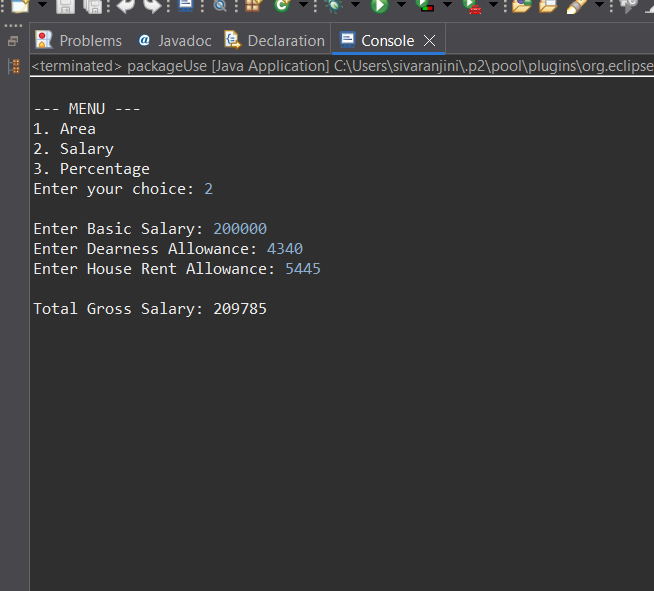 Problems @ Javadoc Declaration Console
<terminated> packageUse [Java Application] C:\Users\sivaranjini\.p2\pool\plugins\org.eclipse
--- MENU ---
1. Area
2. Salary
3. Percentage
Enter your choice: 2
Enter Basic Salary: 200000
Enter Dearness Allowance: 4340
Enter House Rent Allowance: 5445
Total Gross Salary: 209785